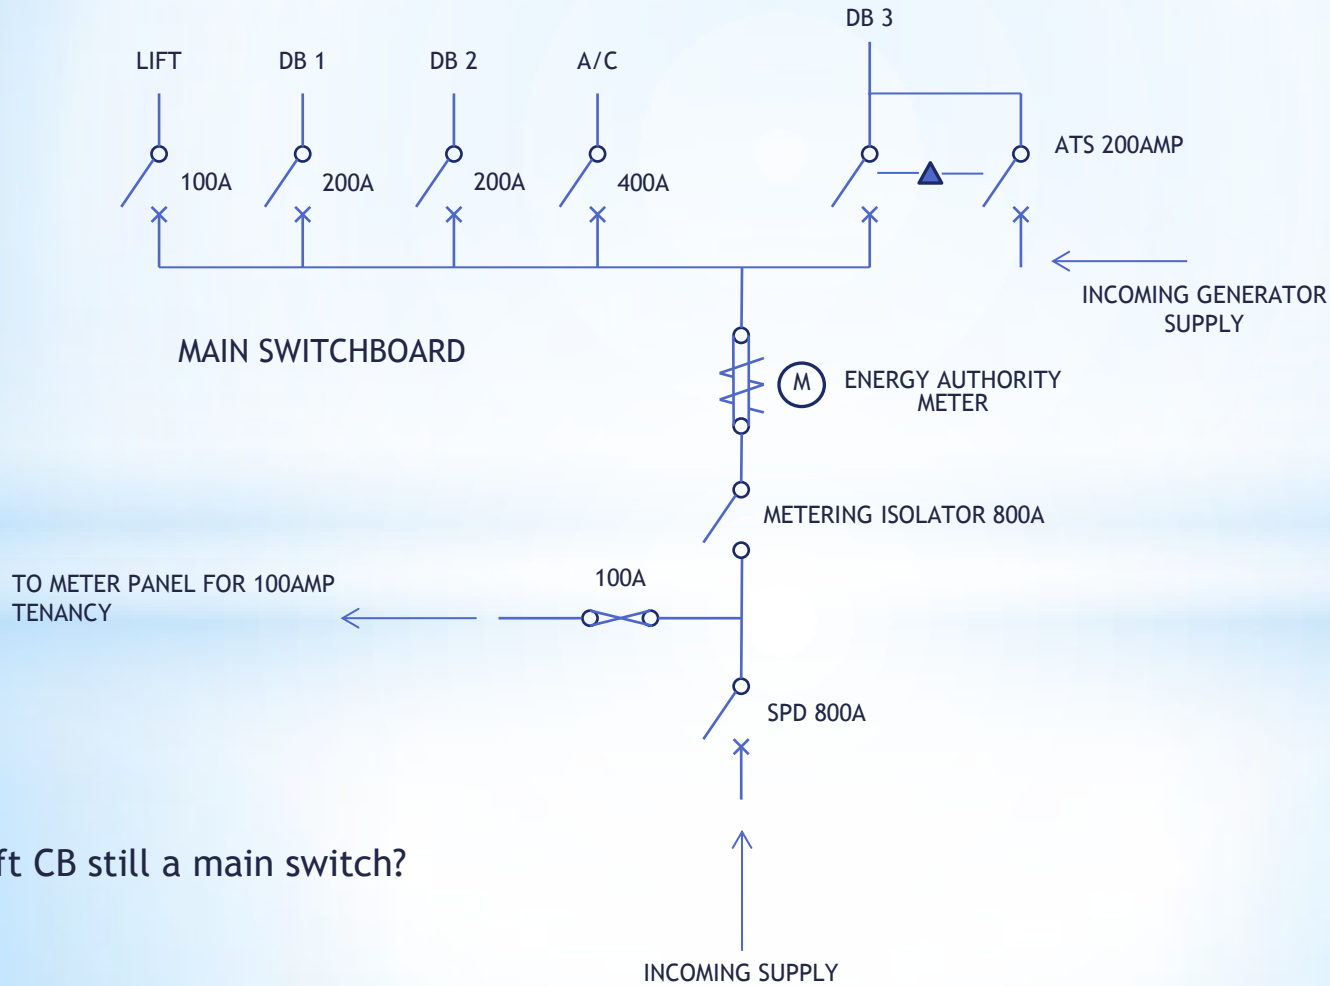 DB 3
LIFT
DB 1
DB 2
A/C
ATS 200AMP
100A
200A
200A
400A
INCOMING GENERATOR
SUPPLY
MAIN SWITCHBOARD
M
ENERGY AUTHORITY
METER
METERING ISOLATOR 800A
TO METER PANEL FOR 100AMP
TENANCY
100A
SPD 800A
CB still a main switch?
INCOMING SUPPLY